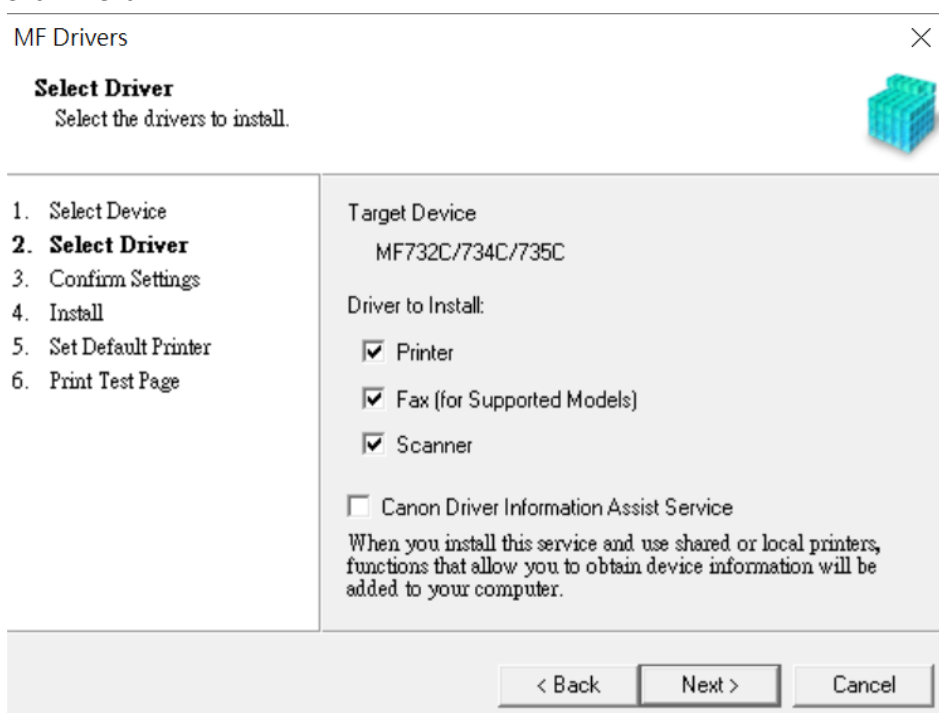 MF Drivers
Select Driver
Select the drivers to install.
1. Select Device
2. Select Driver
3. Confirm Settings
4. Install
5. Set Default Printer
6. Print Test Page
Target Device
MF732C/734C/735C
Driver to Install:
Printer
Fax (for Supported Models)
Scanner
Canon Driver Information Assist Service
When you install this service and use shared or local printers,
functions that allow you to obtain device information will be
added to your computer.
< Back
Next >
Cancel